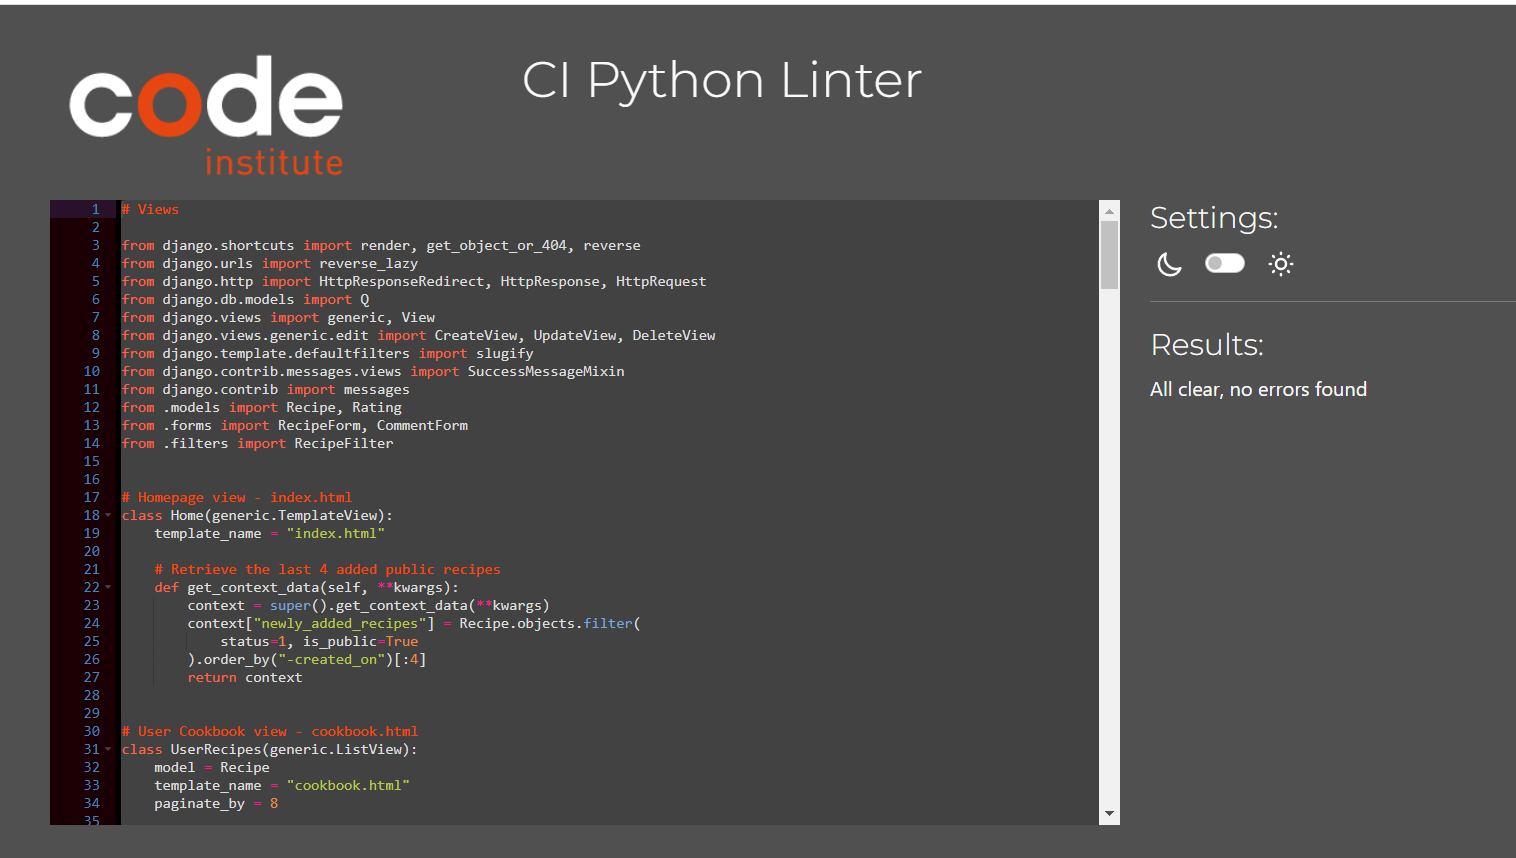 code
institute
CI Python Linter
1 # Views
2
3 from django.shortcuts import render, get_object_or_404, reverse
4 from django.urls import reverse_lazy
5 from django.http import HttpResponseRedirect, HttpResponse, HttpRequest
6 from django.db.models import Q
7 from django.views import generic, View
8 from django.views.generic.edit import CreateView, UpdateView, DeleteView
9 from django.template.defaultfilters import slugify
10 from django.contrib.messages.views import SuccessMessageMixin
11 from django.contrib import messages
12 from .models import Recipe, Rating
13 from .forms import RecipeForm, CommentForm
14 from .filters import RecipeFilter
15
16
17 # Homepage view - index.html
18 class Home(generic.TemplateView):
19     template_name = "index.html"
20
21     # Retrieve the last 4 added public recipes
22     def get_context_data(self, **kwargs):
23         context = super().get_context_data(**kwargs)
24         context["newly_added_recipes"] = Recipe.objects.filter(
25             status=1, is_public=True
26         ).order_by("-created_on")[:4]
27         return context
28
29
30 # User Cookbook view - cookbook.html
31 class UserRecipes(generic.ListView):
32     model = Recipe
33     template_name = "cookbook.html"
34     paginate_by = 8
35
Settings:
Results:
All clear, no errors found